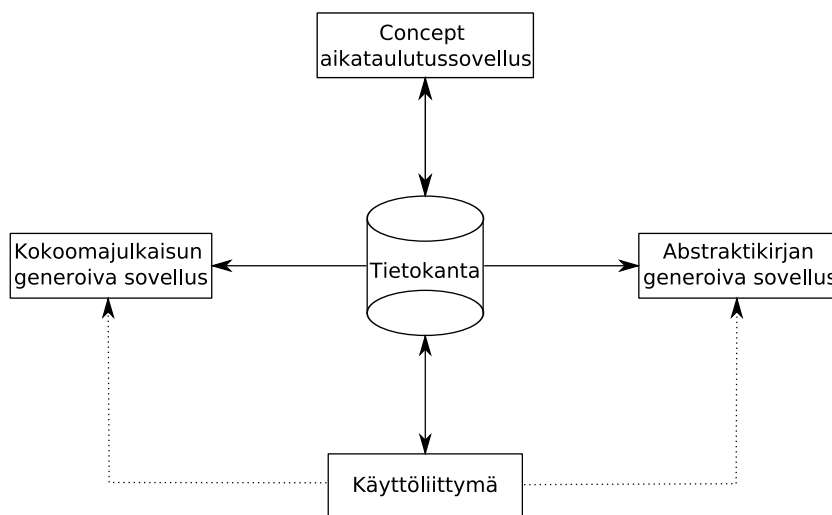 Concept
aikataulutussovellus
Kokoomajulkaisun
generoiva sovellus
Tietokanta
Abstraktikirjan
generoiva sovellus
Käyttöliittymä